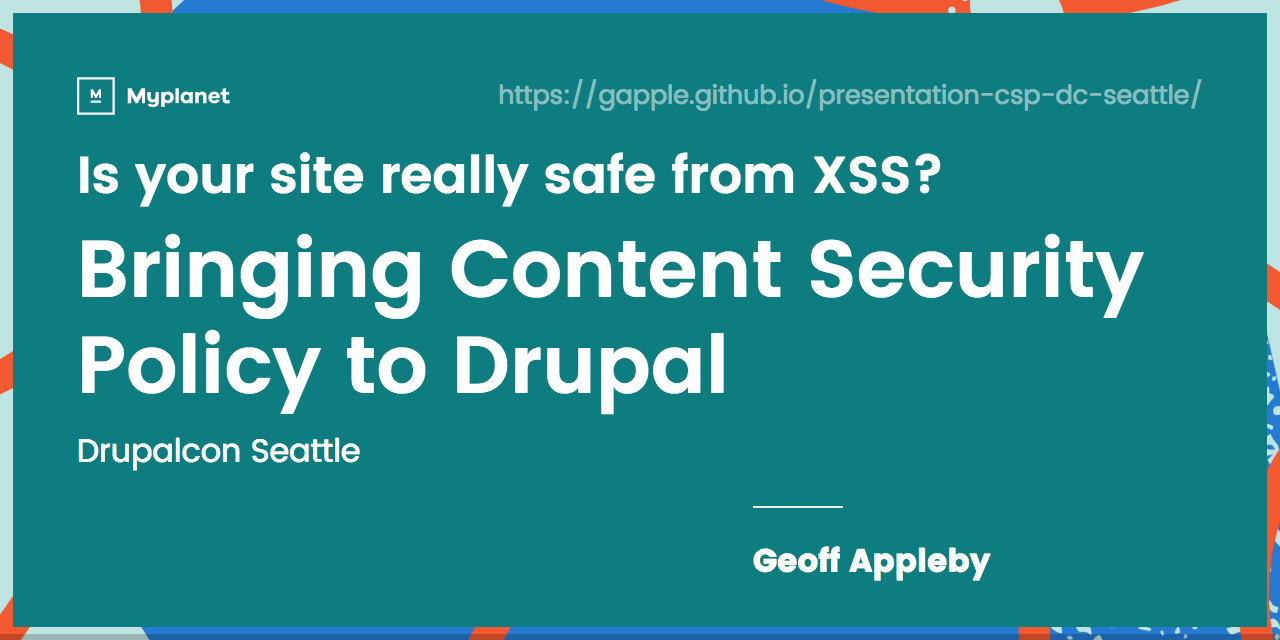 M
Myplanet
https://gapple.github.io/presentation-csp-dc-seattle/
Is your site really safe from XSS?
Bringing Content Security
Policy to Drupal
Drupalcon Seattle
Geoff Appleby